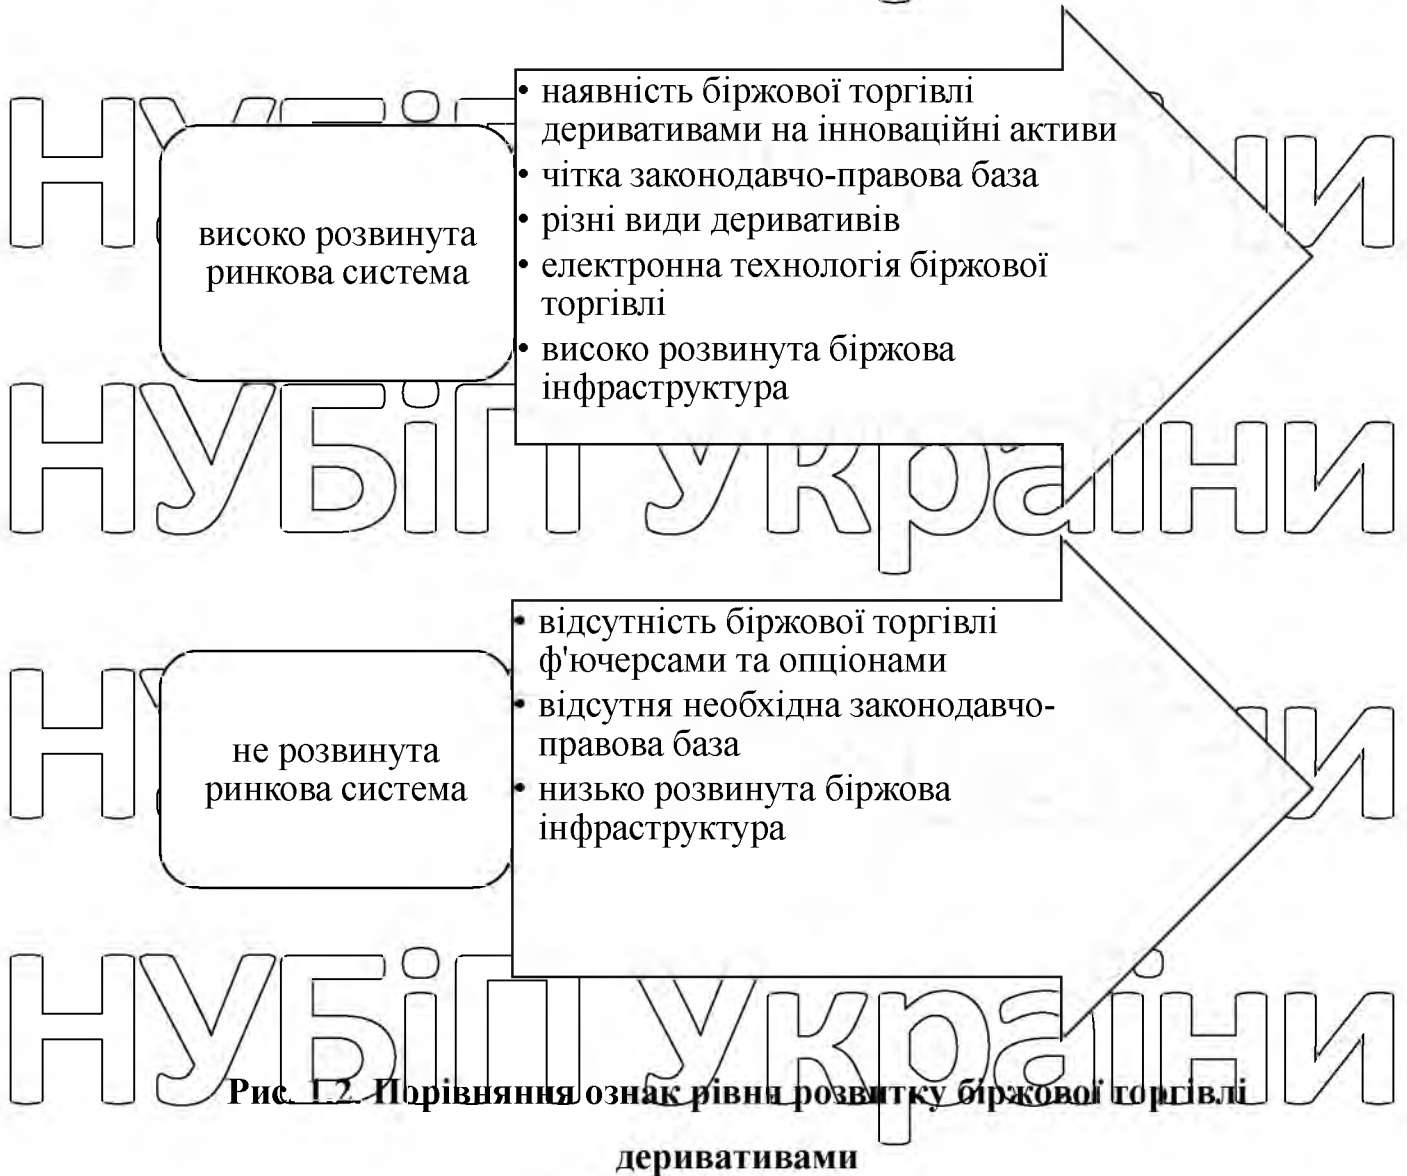 НУБіП України
• наявність біржової торгівлі
деривативами на інноваційні активи
• чітка законодавчо-правова база
• різні види деривативів
• електронна технологія біржової
торгівлі
• високо розвинута біржова
інфраструктура
високо розвинута
ринкова система
НУБіП України
• відсутність біржової торгівлі
ф'ючерсами та опціонами
• відсутня необхідна законодавчо-
правова база
• низько розвинута біржова
інфраструктура
не розвинута
ринкова система
НУБіП України
Рис. 1.2. Порівняння ознак рівня розвитку біржової торгівлі
деривативами